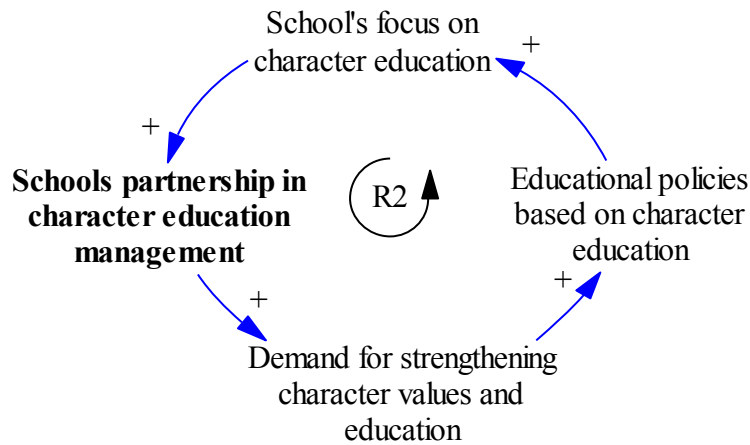 School's focus on
character education
+
+
Schools partnership in
character education
management
R2
Educational policies
based on character
education
+
+
Demand for strengthening
character values and
education